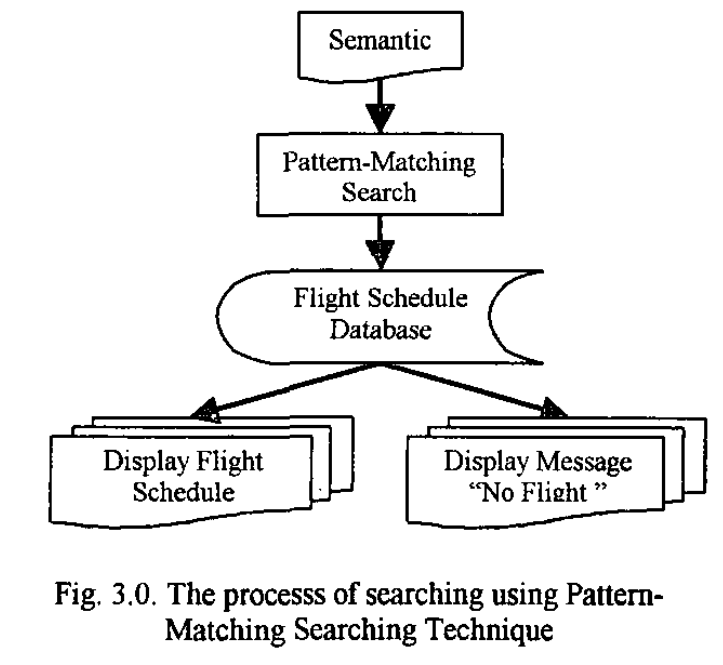 Semantic
Pattern-Matching
Search
Flight Schedule
Database
Display Flight
Schedule
Display Message
“No Flight ”
Fig. 3.0. The processs of searching using Pattern-
Matching Searching Technique